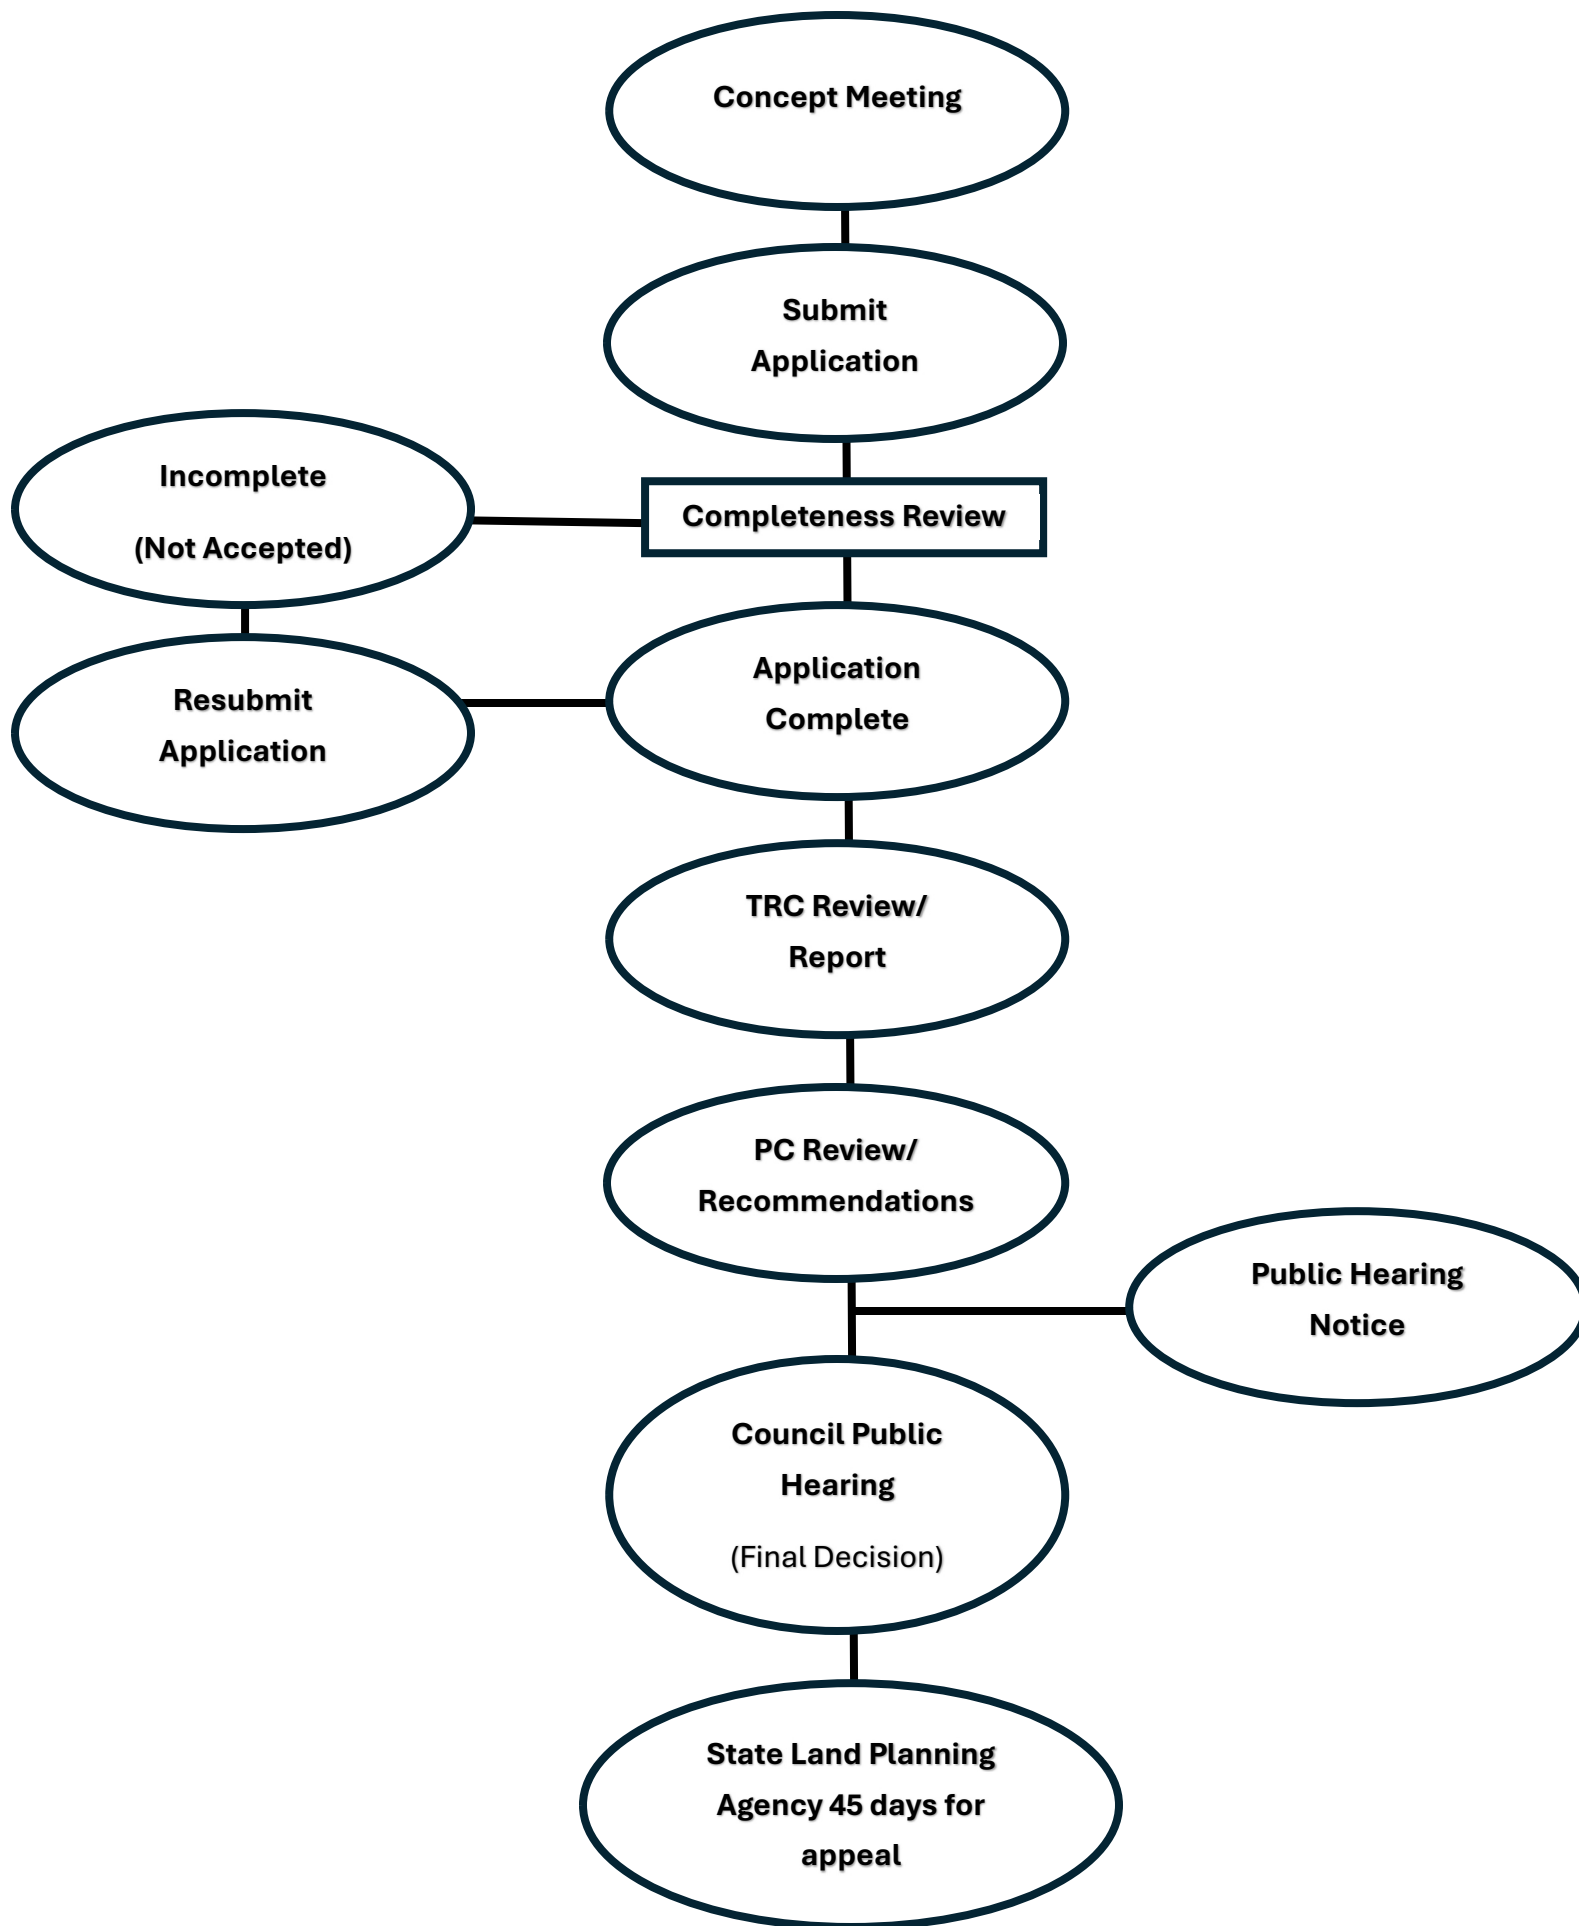 Concept Meeting
Submit
Application
Incomplete
(Not Accepted)
Completeness Review
Application
Complete
Resubmit
Application
TRC Review/
Report
PC Review/
Recommendations
Public Hearing
Notice
Council Public
Hearing
(Final Decision)
State Land Planning
Agency 45 days for
appeal